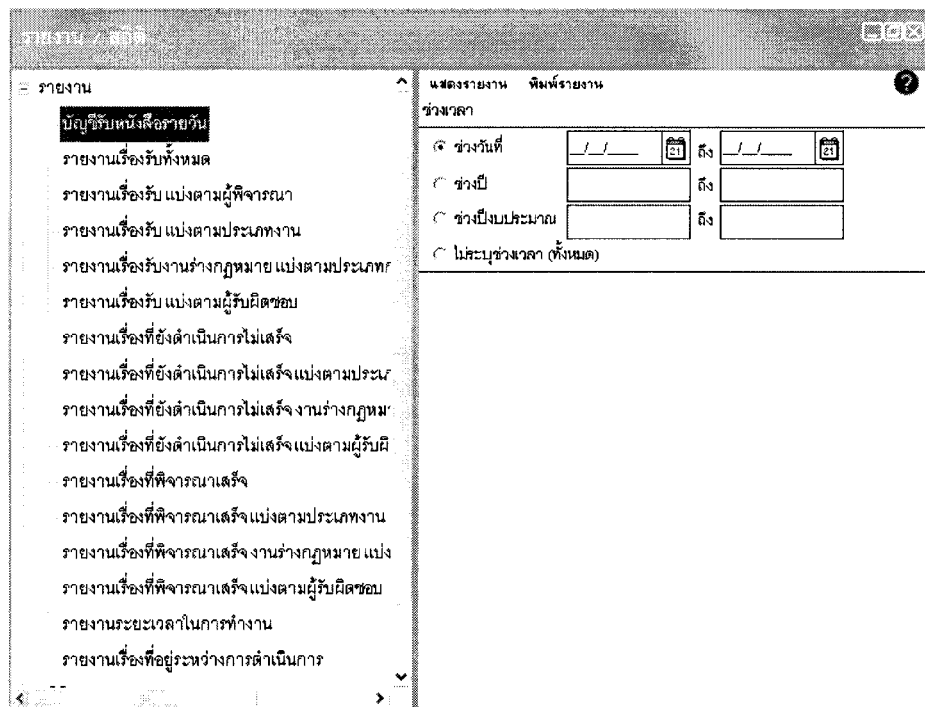 รายงาน / สถิติ
รายงาน
บัญชีรับหนังสือรายวัน
รายงานเรื่องรับทั้งหมด
รายงานเรื่องรับ แบ่งตามผู้พิจารณา
รายงานเรื่องรับ แบ่งตามประเภทงาน
รายงานเรื่องรับงานร่างกฎหมาย แบ่งตามประเภทก
รายงานเรื่องรับ แบ่งตามผู้รับผิดชอบ
รายงานเรื่องที่ยังดำเนินการไม่เสร็จ
รายงานเรื่องที่ยังดำเนินการไม่เสร็จ แบ่งตามประเภ
รายงานเรื่องที่ยังดำเนินการไม่เสร็จ งานร่างกฎหมา
รายงานเรื่องที่ยังดำเนินการไม่เสร็จ แบ่งตามผู้รับผิ
รายงานเรื่องที่พิจารณาเสร็จ
รายงานเรื่องที่พิจารณาเสร็จ แบ่งตามประเภทงาน
รายงานเรื่องที่พิจารณาเสร็จ งานร่างกฎหมาย แบ่ง
รายงานเรื่องที่พิจารณาเสร็จ แบ่งตามผู้รับผิดชอบ
รายงานระยะเวลาในการทำงาน
รายงานเรื่องที่อยู่ระหว่างการดำเนินการ
แสดงรายงาน พิมพ์รายงาน ?
ช่วงเวลา
ช่วงวันที่ __/__/____ 21 ถึง __/__/____ 21
ช่วงปี ถึง
ช่วงปีงบประมาณ ถึง
ไม่ระบุช่วงเวลา (ทั้งหมด)